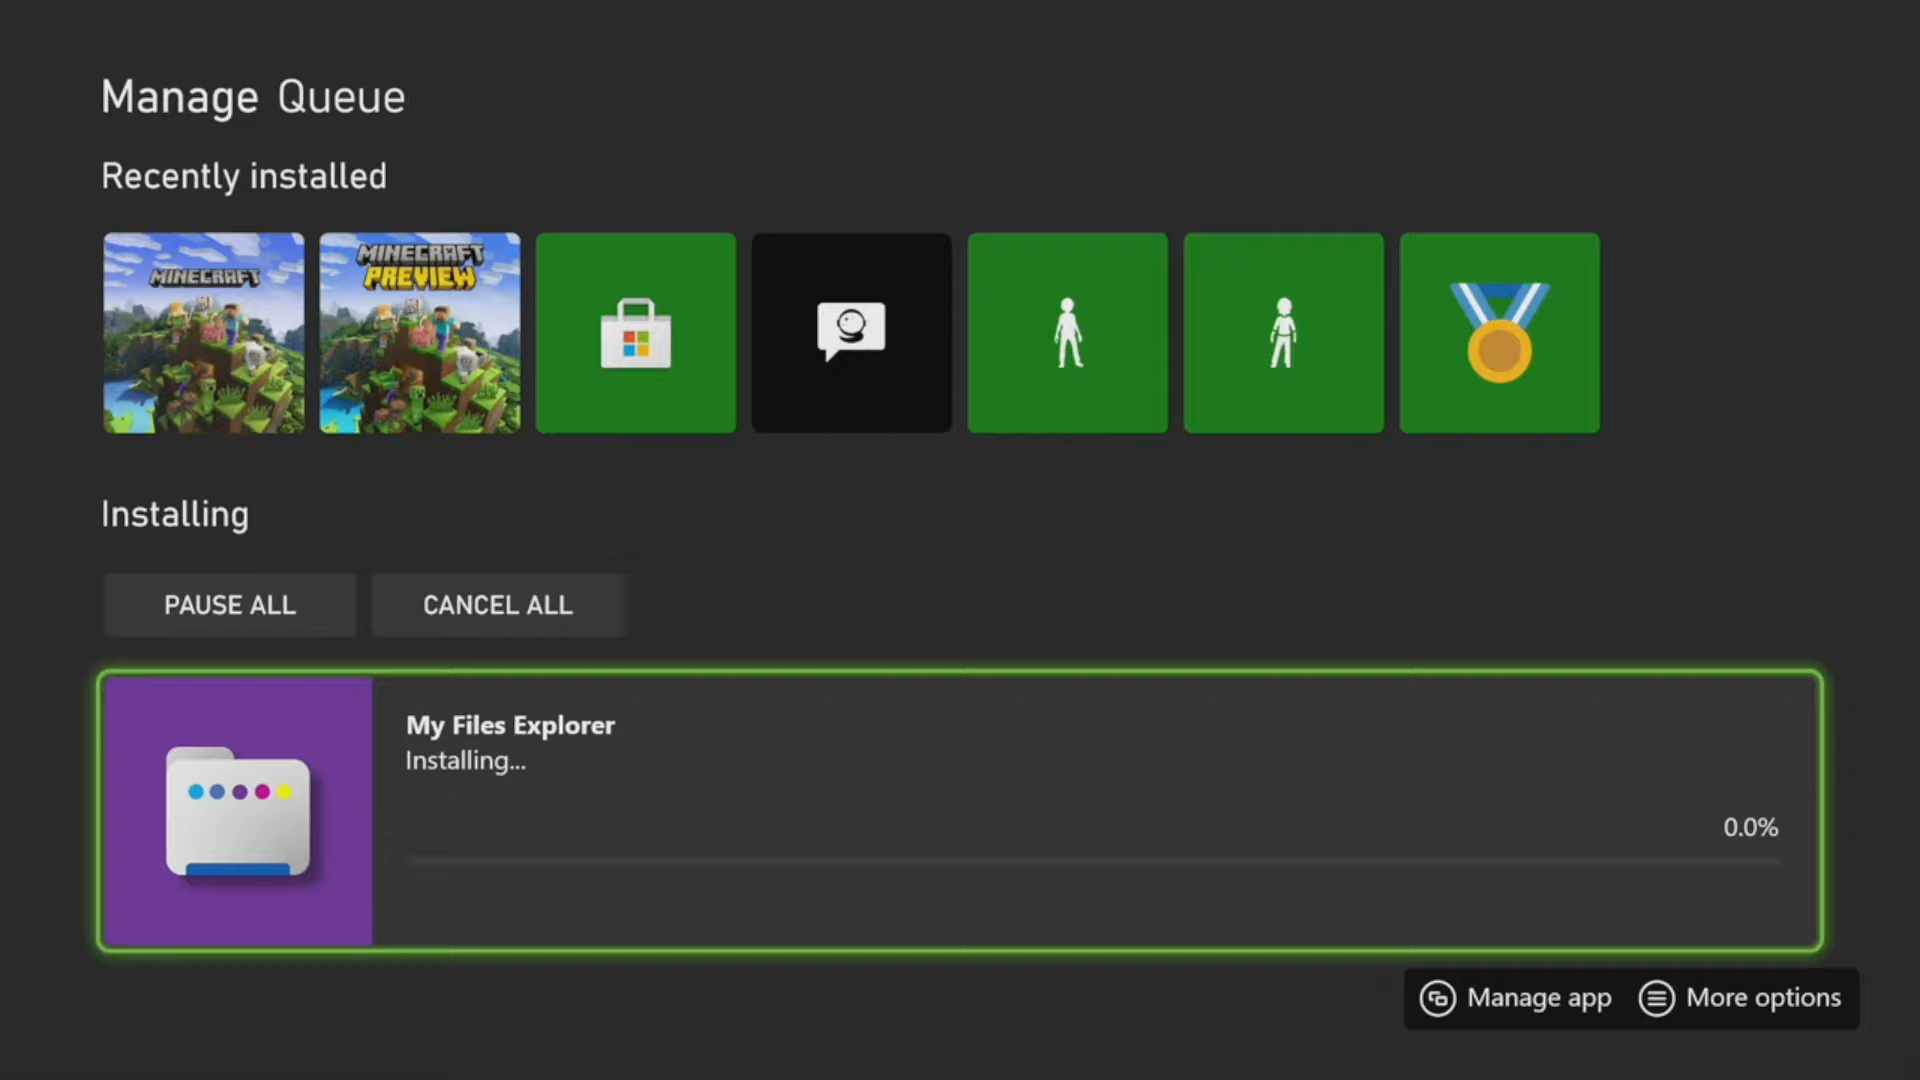 Manage Queue
Recently installed
MINECRAFT
MINECRAFT
PREVIEW
Installing
PAUSE ALL
CANCEL ALL
My Files Explorer
Installing...
0.0%
Manage app
More options